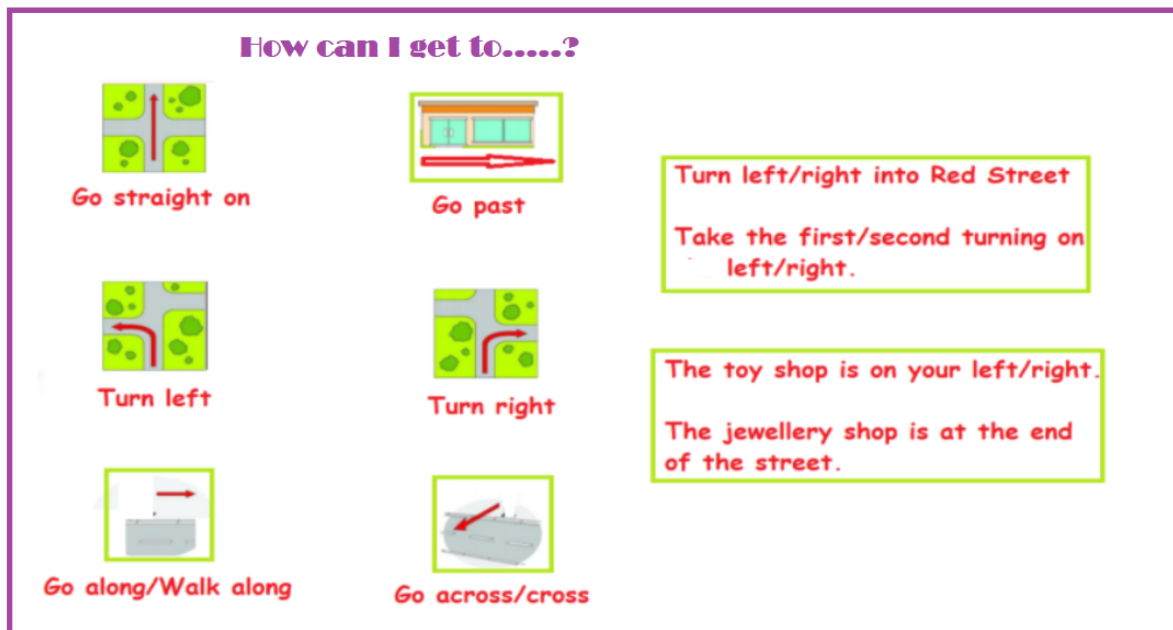 How can I get to.....?
Go straight on
Go past
Turn left
Turn right
Go along/Walk along
Go across/cross
Turn left/right into Red Street
Take the first/second turning on
left/right.
The toy shop is on your left/right.
The jewellery shop is at the end
of the street.